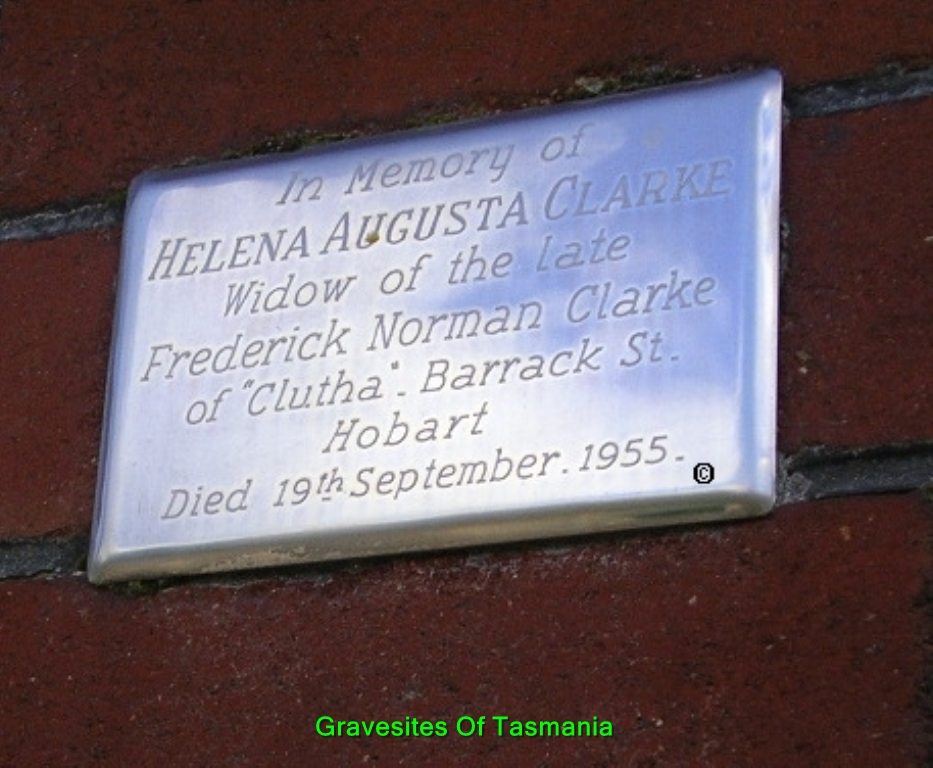 In Memory of
HELENA AUGUSTA CLARKE
Widow of the late
Frederick Norman Clarke
of "Clutha". Barrack St.
Hobart
Died 19th September. 1955.
©
Gravesites Of Tasmania